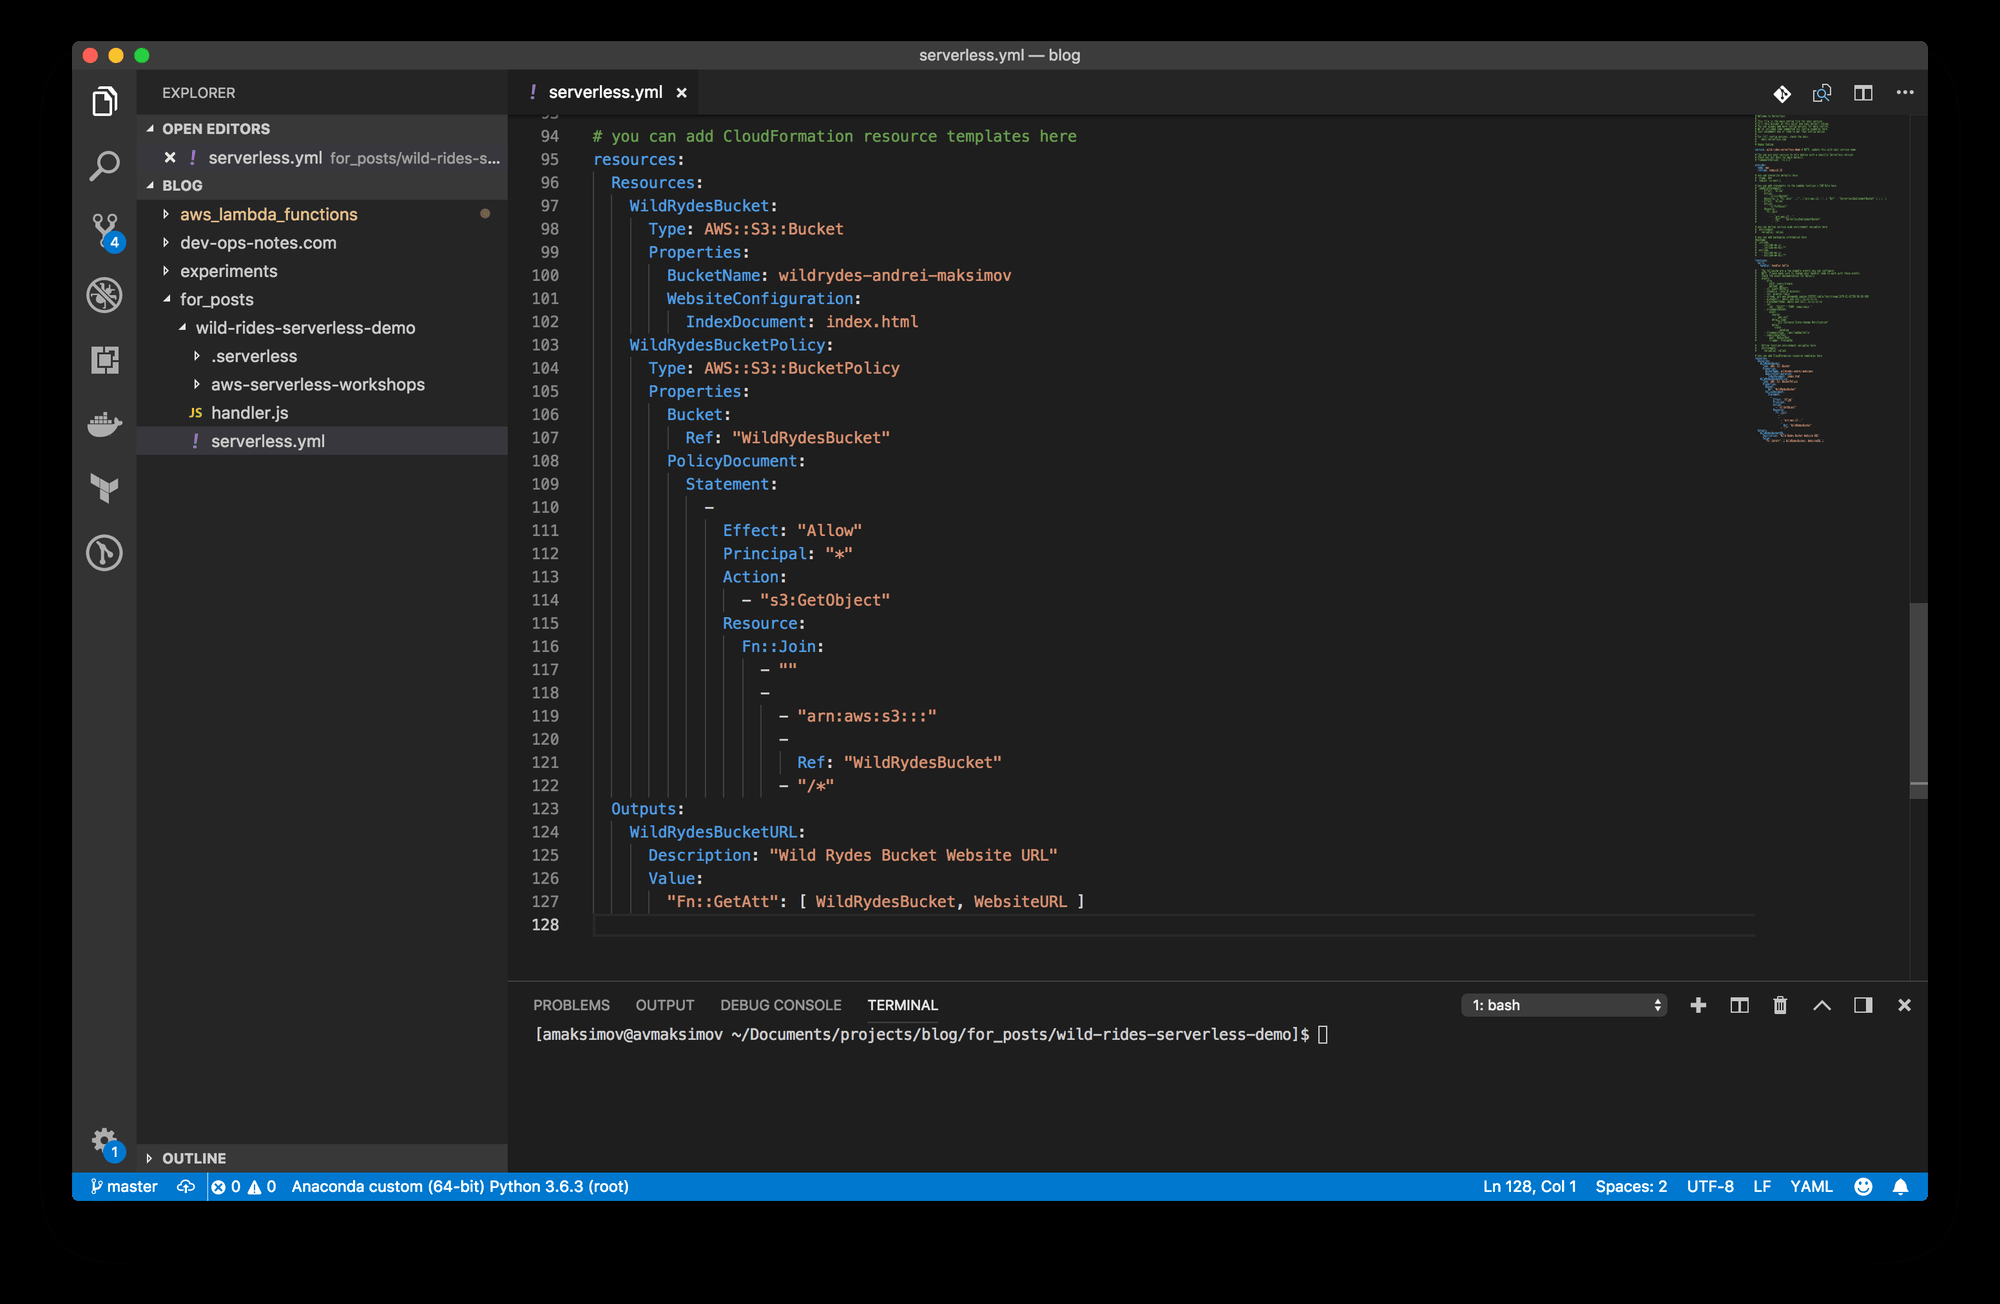 serverless.yml — blog
EXPLORER
OPEN EDITORS
! serverless.yml for_posts/wild-rides-s...
BLOG
aws_lambda_functions
dev-ops-notes.com
experiments
for_posts
wild-rides-serverless-demo
.serverless
aws-serverless-workshops
JS handler.js
! serverless.yml
OUTLINE
4
1
! serverless.yml
94 # you can add CloudFormation resource templates here
95 resources:
96 Resources:
97 WildRydesBucket:
98 Type: AWS::S3::Bucket
99 Properties:
100 BucketName: wildrydes-andrei-maksimov
101 WebsiteConfiguration:
102 IndexDocument: index.html
103 WildRydesBucketPolicy:
104 Type: AWS::S3::BucketPolicy
105 Properties:
106 Bucket:
107 Ref: "WildRydesBucket"
108 PolicyDocument:
109 Statement:
110 -
111 Effect: "Allow"
112 Principal: "*"
113 Action:
114 - "s3:GetObject"
115 Resource:
116 Fn::Join:
117 - ""
118 -
119 - "arn:aws:s3:::"
120 -
121 Ref: "WildRydesBucket"
122 - "/*"
123 Outputs:
124 WildRydesBucketURL:
125 Description: "Wild Rydes Bucket Website URL"
126 Value:
127 "Fn::GetAtt": [ WildRydesBucket, WebsiteURL ]
128
PROBLEMS OUTPUT DEBUG CONSOLE TERMINAL 1: bash
[amaksimov@avmaksimov ~/Documents/projects/blog/for_posts/wild-rides-serverless-demo]$
master 0 0 Anaconda custom (64-bit) Python 3.6.3 (root) Ln 128, Col 1 Spaces: 2 UTF-8 LF YAML